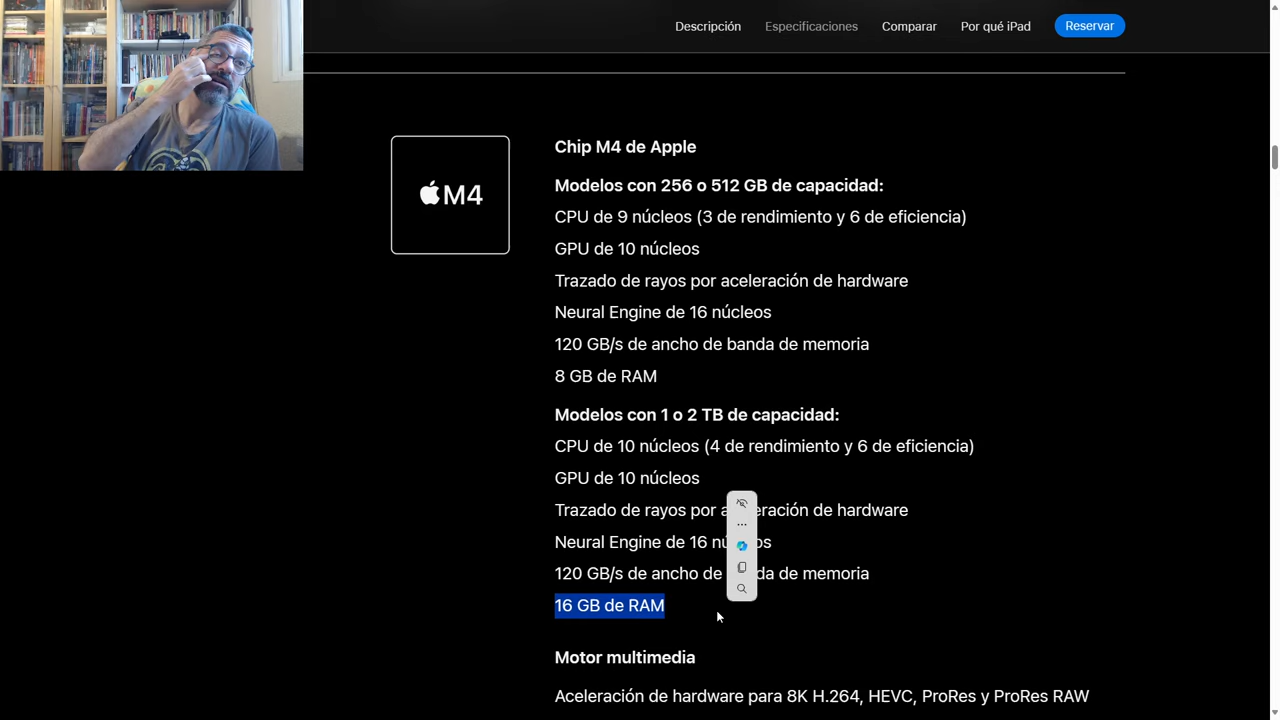 Descripción Especificaciones Comparar Por qué iPad Reservar
M4
Chip M4 de Apple
Modelos con 256 o 512 GB de capacidad:
CPU de 9 núcleos (3 de rendimiento y 6 de eficiencia)
GPU de 10 núcleos
Trazado de rayos por aceleración de hardware
Neural Engine de 16 núcleos
120 GB/s de ancho de banda de memoria
8 GB de RAM
Modelos con 1 o 2 TB de capacidad:
CPU de 10 núcleos (4 de rendimiento y 6 de eficiencia)
GPU de 10 núcleos
Trazado de rayos por aceleración de hardware
Neural Engine de 16 núcleos
120 GB/s de ancho de banda de memoria
16 GB de RAM
Motor multimedia
Aceleración de hardware para 8K H.264, HEVC, ProRes y ProRes RAW